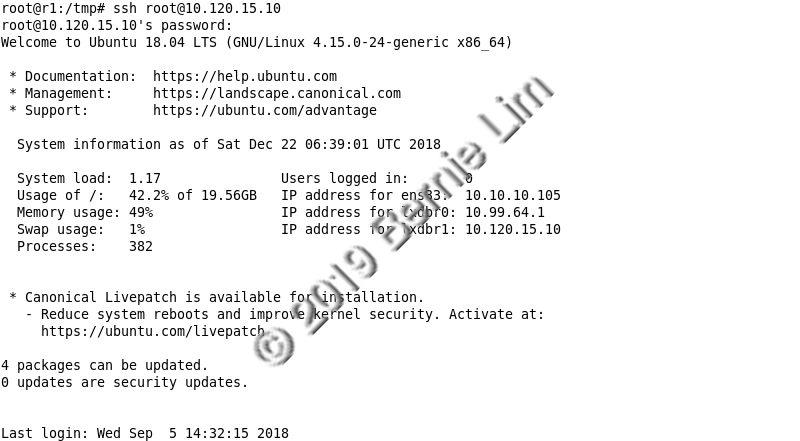 root@r1:/tmp# ssh root@10.120.15.10
root@10.120.15.10's password:
Welcome to Ubuntu 18.04 LTS (GNU/Linux 4.15.0-24-generic x86_64)
* Documentation:  https://help.ubuntu.com
* Management:     https://landscape.canonical.com
* Support:        https://ubuntu.com/advantage
System information as of Sat Dec 22 06:39:01 UTC 2018
System load:  1.17               Users logged in:       0
Usage of /:   42.2% of 19.56GB   IP address for ens33:  10.10.10.105
Memory usage: 49%                IP address for lxdbr0: 10.99.64.1
Swap usage:   1%                 IP address for lxdbr1: 10.120.15.10
Processes:    382
* Canonical Livepatch is available for installation.
- Reduce system reboots and improve kernel security. Activate at:
https://ubuntu.com/livepatch
4 packages can be updated.
0 updates are security updates.
Last login: Wed Sep  5 14:32:15 2018
© 2019 Bernie Lim